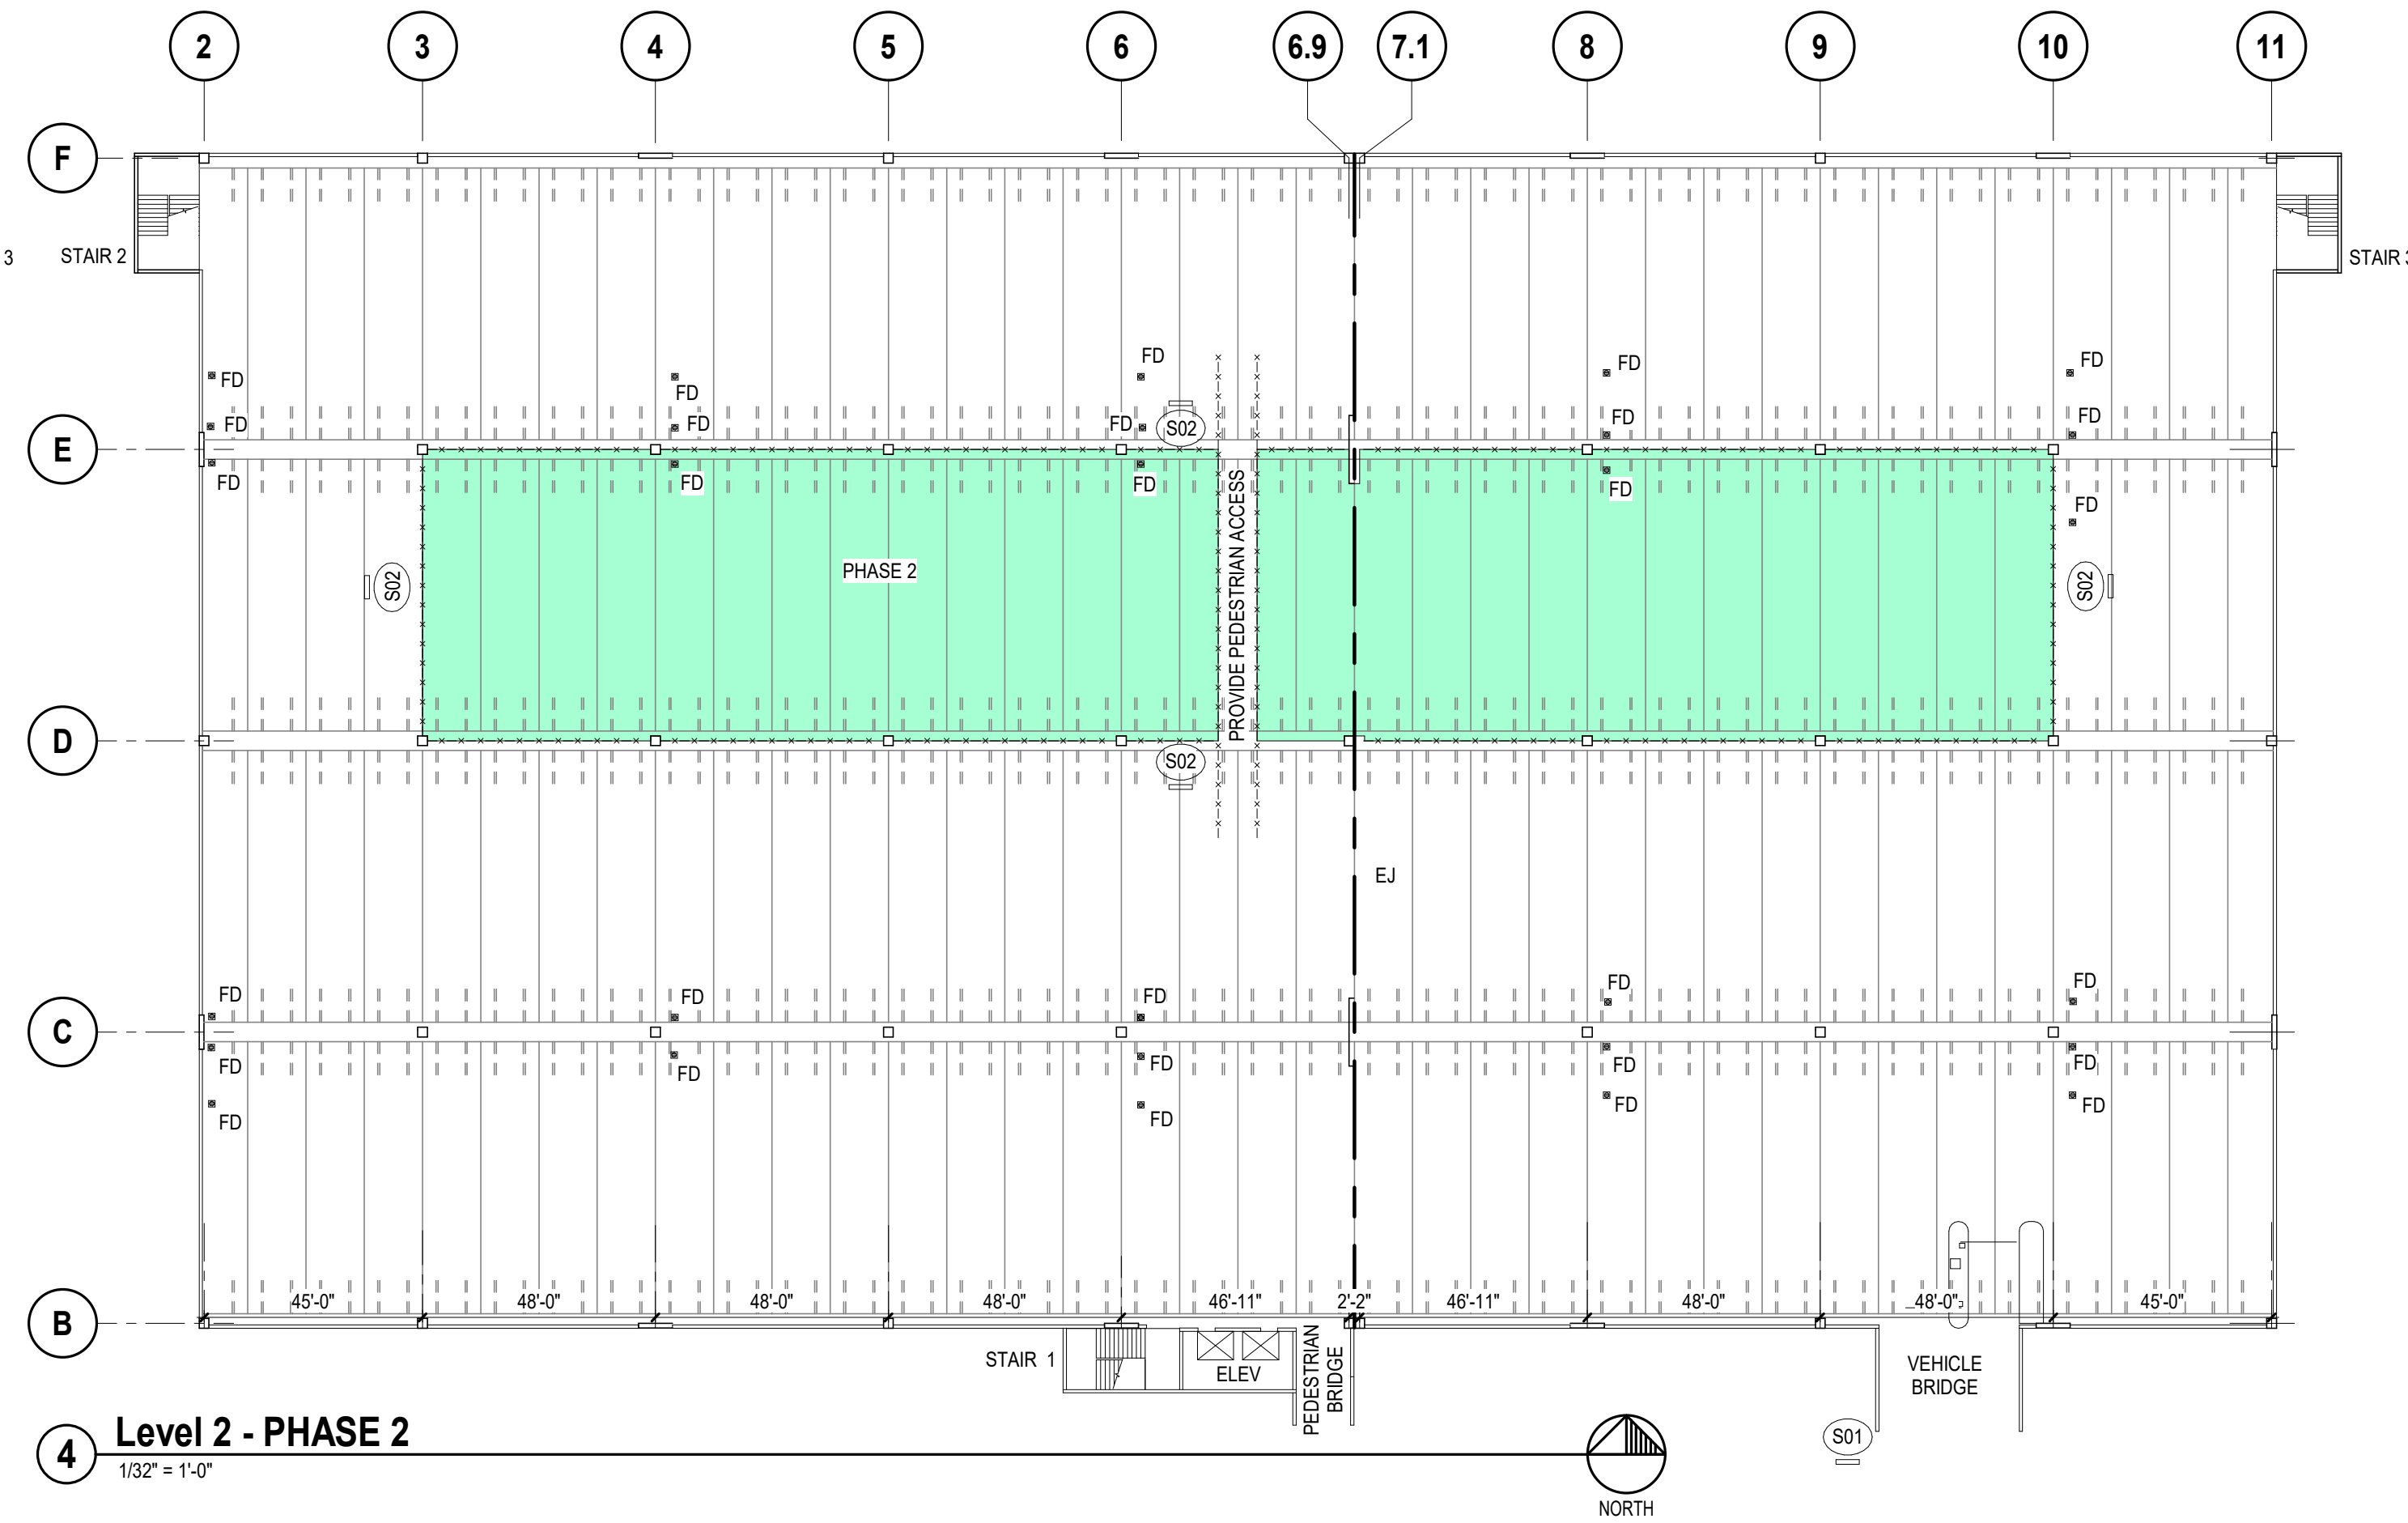 2
3
4
5
6
6.9
7.1
8
9
10
11
F
3
STAIR 2
STAIR 3
FD
FD
FD
FD
FD
FD
FD
FD
FD
FD
FD
S02
E
FD
FD
FD
FD
FD
PHASE 2
S02
PROVIDE PEDESTRIAN ACCESS
S02
D
S02
EJ
FD
FD
FD
FD
FD
C
FD
FD
FD
FD
FD
FD
FD
FD
FD
45'-0"
48'-0"
48'-0"
48'-0"
46'-11"
2'-2"
46'-11"
48'-0"
48'-0"
45'-0"
B
STAIR 1
ELEV
PEDESTRIAN
BRIDGE
VEHICLE
BRIDGE
4
Level 2 - PHASE 2
1/32" = 1'-0"
S01
NORTH